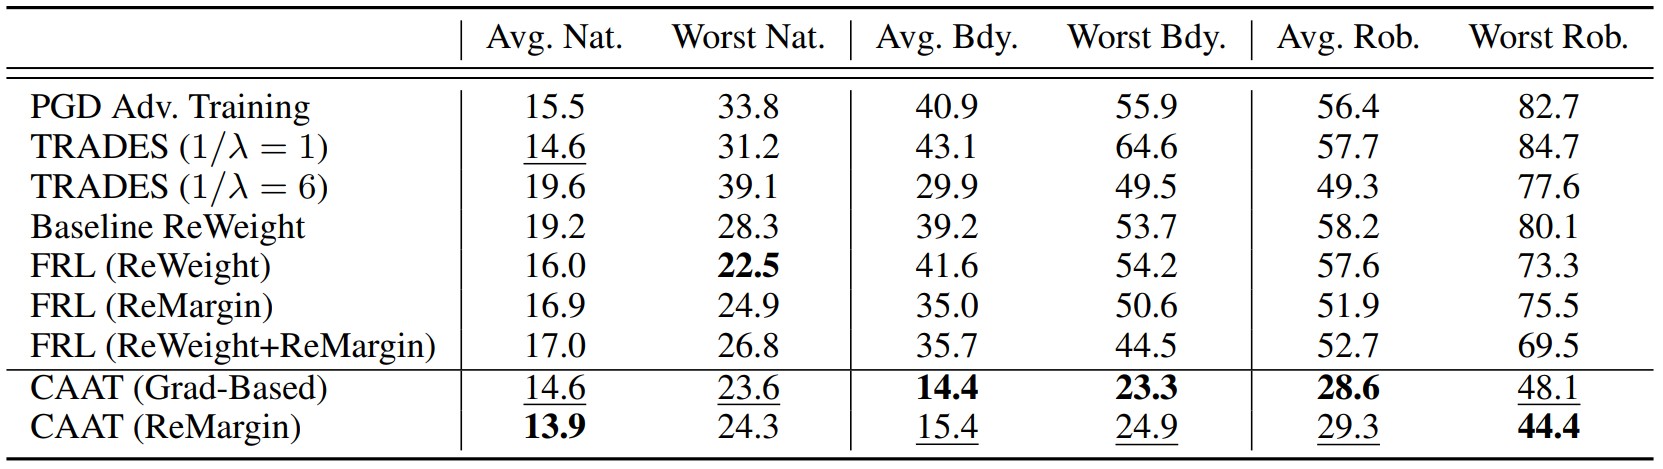 Avg. Nat. Worst Nat. Avg. Bdy. Worst Bdy. Avg. Rob. Worst Rob.
PGD Adv. Training 15.5 33.8 40.9 55.9 56.4 82.7
TRADES (1/λ = 1) 14.6 31.2 43.1 64.6 57.7 84.7
TRADES (1/λ = 6) 19.6 39.1 29.9 49.5 49.3 77.6
Baseline ReWeight 19.2 28.3 39.2 53.7 58.2 80.1
FRL (ReWeight) 16.0 22.5 41.6 54.2 57.6 73.3
FRL (ReMargin) 16.9 24.9 35.0 50.6 51.9 75.5
FRL (ReWeight+ReMargin) 17.0 26.8 35.7 44.5 52.7 69.5
CAAT (Grad-Based) 14.6 23.6 14.4 23.3 28.6 48.1
CAAT (ReMargin) 13.9 24.3 15.4 24.9 29.3 44.4